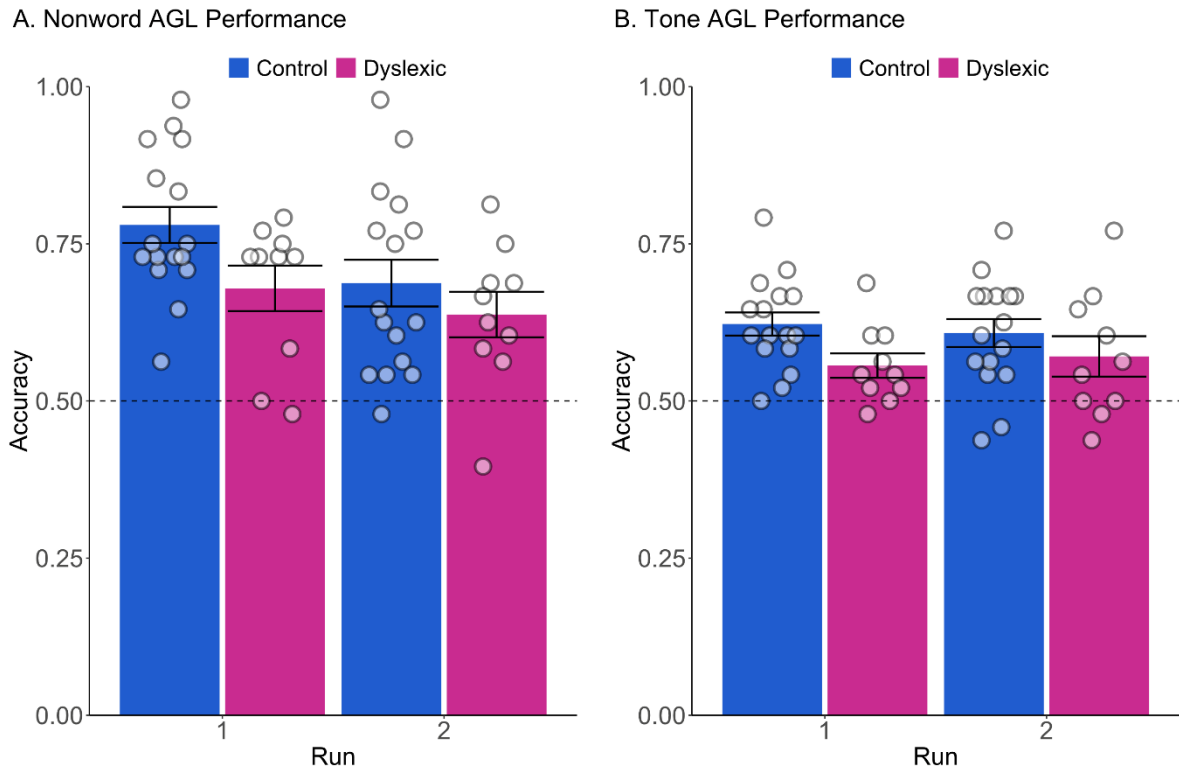 A. Nonword AGL Performance
Control Dyslexic
1.00
0.75
0.50
0.25
0.00
Accuracy
1 2
Run
B. Tone AGL Performance
Control Dyslexic
1.00
0.75
0.50
0.25
0.00
Accuracy
1 2
Run